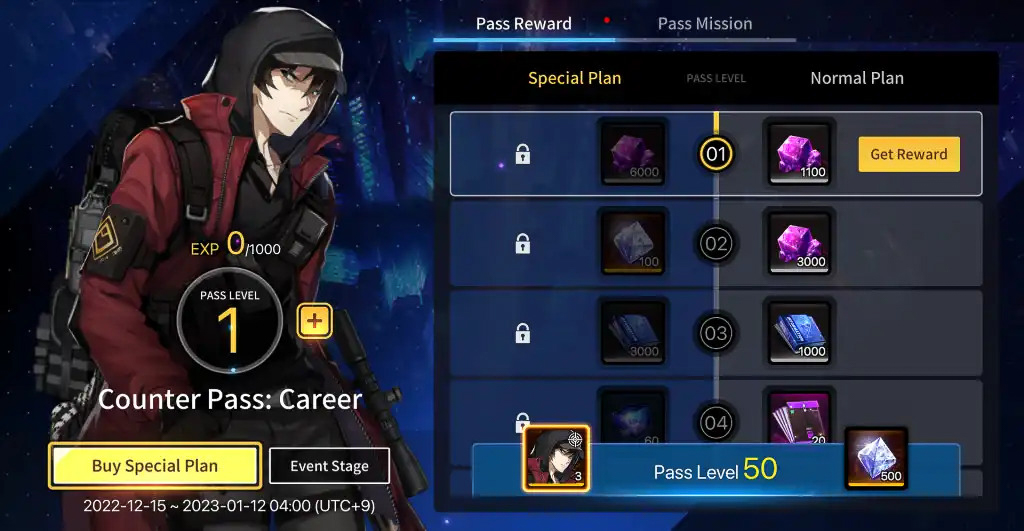 Pass Reward
Pass Mission
Special Plan
PASS LEVEL
Normal Plan
6000
01
1100
Get Reward
100
02
3000
3000
03
1000
60
04
20
EXP 0/1000
PASS LEVEL
1
+
Counter Pass: Career
Buy Special Plan
Event Stage
2022-12-15 ~ 2023-01-12 04:00 (UTC+9)
3
Pass Level 50
500